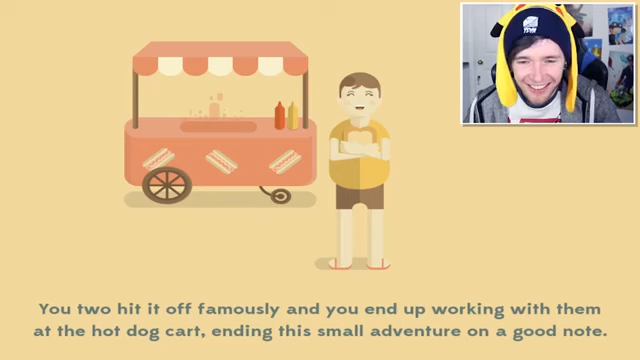 You two hit it off famously and you end up working with them
at the hot dog cart, ending this small adventure on a good note.